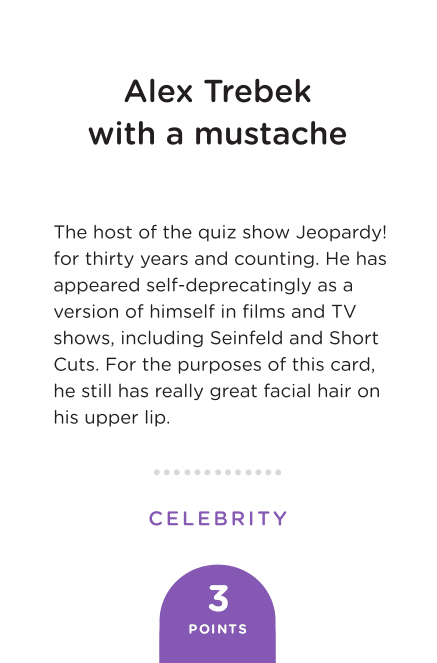 Alex Trebek
with a mustache
The host of the quiz show Jeopardy!
for thirty years and counting. He has
appeared self-deprecatingly as a
version of himself in films and TV
shows, including Seinfeld and Short
Cuts. For the purposes of this card,
he still has really great facial hair on
his upper lip.
CELEBRITY
3
POINTS